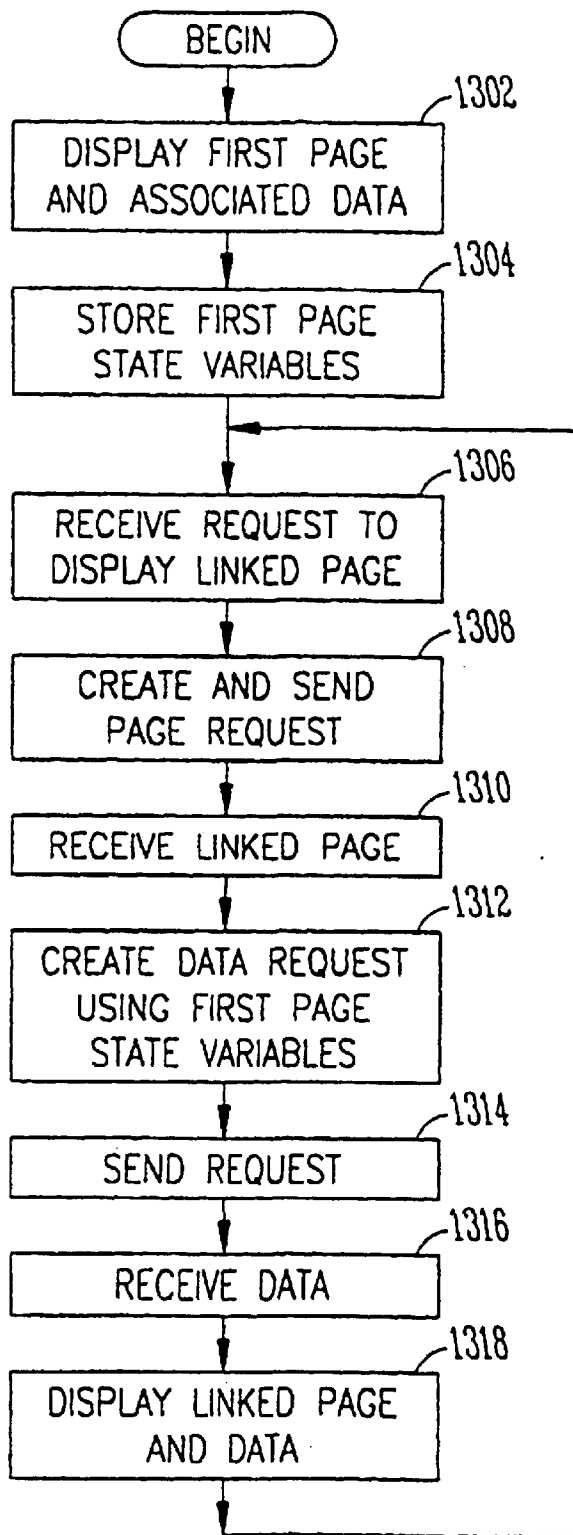 BEGIN
1302
DISPLAY FIRST PAGE
AND ASSOCIATED DATA
1304
STORE FIRST PAGE
STATE VARIABLES
1306
RECEIVE REQUEST TO
DISPLAY LINKED PAGE
1308
CREATE AND SEND
PAGE REQUEST
1310
RECEIVE LINKED PAGE
1312
CREATE DATA REQUEST
USING FIRST PAGE
STATE VARIABLES
1314
SEND REQUEST
1316
RECEIVE DATA
1318
DISPLAY LINKED PAGE
AND DATA